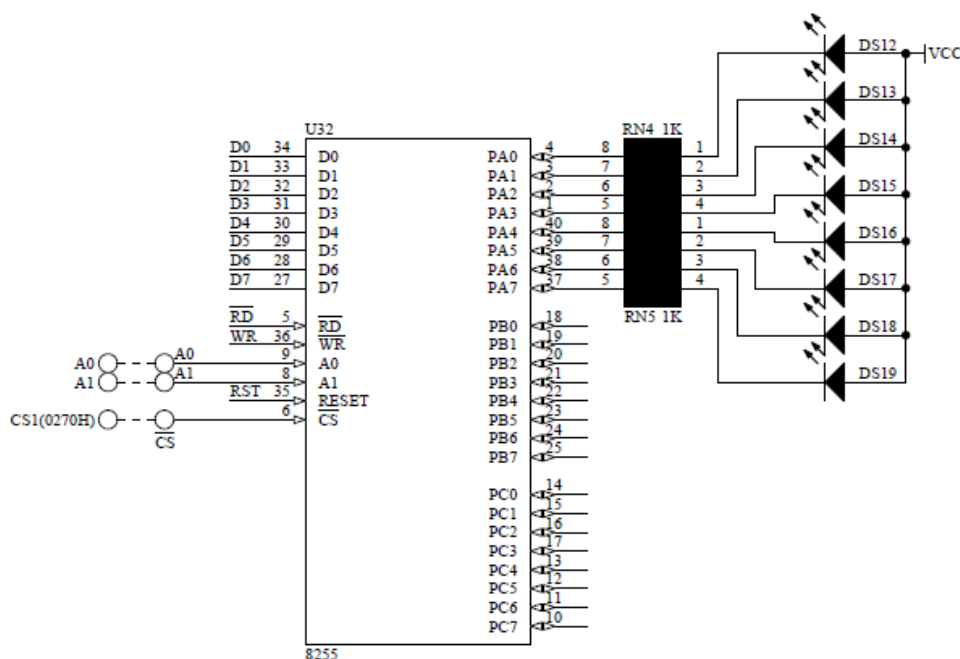 DS12
VCC
DS13
U32
RN4 1K
DS14
D0 34 D0 PA0 4 8 1
D1 33 D1 PA1 3 7 2
D2 32 D2 PA2 2 6 3
DS15
D3 31 D3 PA3 1 5 4
D4 30 D4 PA4 40 8 1
DS16
D5 29 D5 PA5 39 7 2
D6 28 D6 PA6 38 6 3
DS17
D7 27 D7 PA7 37 5 4
RN5 1K
RD 5 RD PB0 18
DS18
WR 36 WR PB1 19
A0 A0 9 A0 PB2 20
A1 A1 8 A1 PB3 21
DS19
RST 35 RESET PB4 22
CS1(0270H) CS 6 CS PB5 23
PB6 24
PB7 25
PC0 14
PC1 15
PC2 16
PC3 17
PC4 13
PC5 12
PC6 11
PC7 10
8255